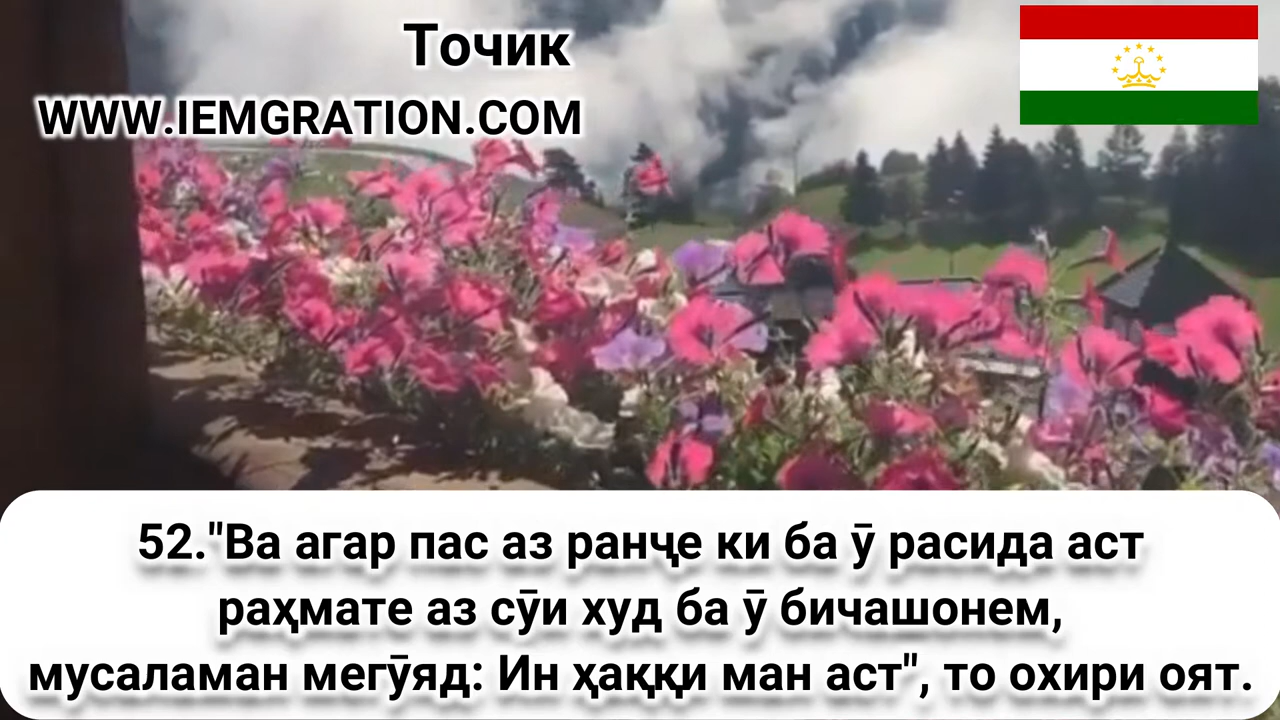 Точик
WWW.IEMGRATION.COM
52."Ва агар пас аз ранҷе ки ба ӯ расида аст
раҳмате аз сӯи худ ба ӯ бичашонем,
мусаламан мегӯяд: Ин ҳаққи ман аст", то охири оят.